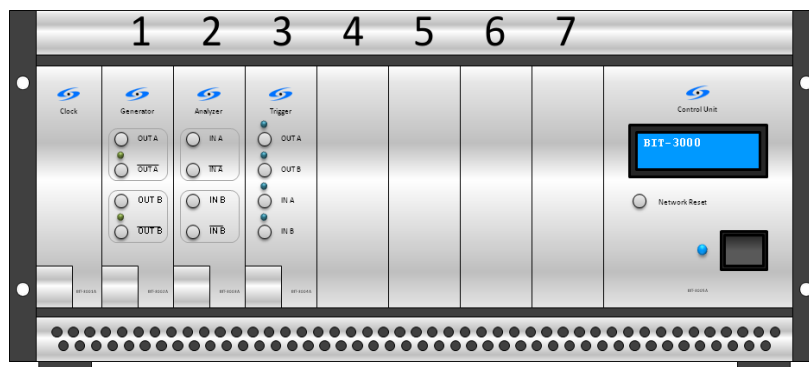 1 2 3 4 5 6 7
Clock
Generator
OUT A
OUT A
OUT B
OUT B
Analyzer
IN A
IN A
IN B
IN B
Trigger
OUT A
OUT B
IN A
IN B
Control Unit
BIT-3000
Network Reset